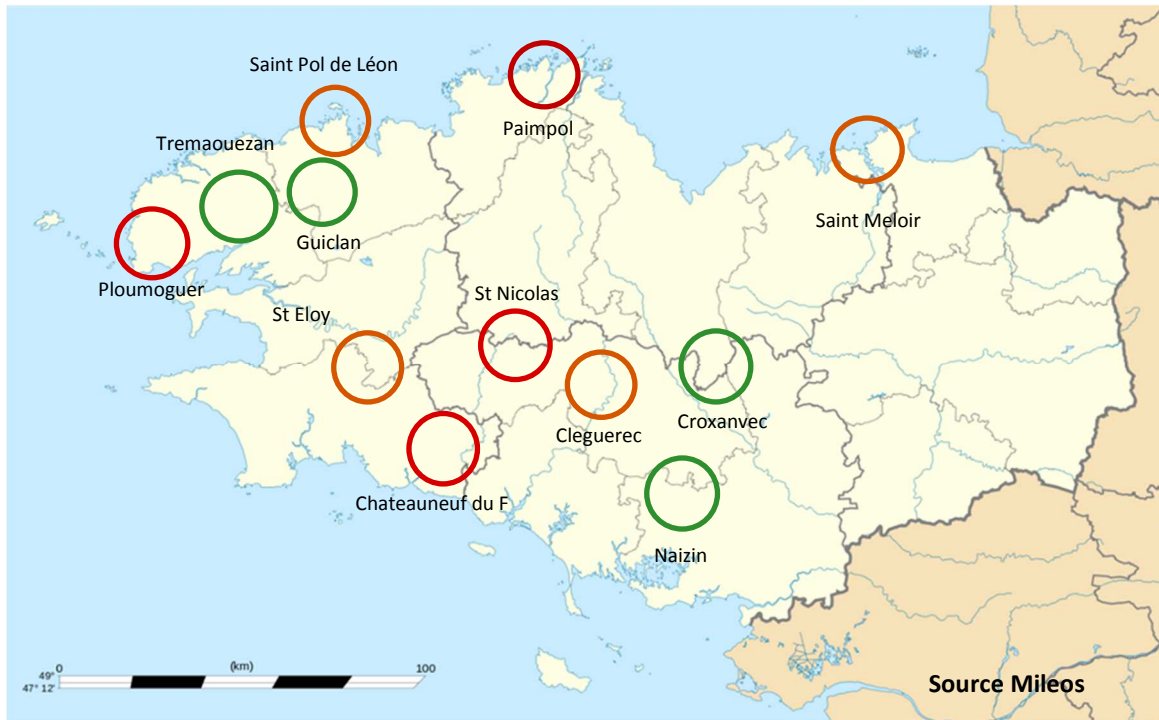 Saint Pol de Léon
Paimpol
Tremaouezan
Guiclan
Saint Meloir
Ploumoguer
St Nicolas
St Eloy
Croxanvec
Cleguerec
Chateauneuf du F
Naizin
0 (km) 100
49°
47° 12'
Source Mileos